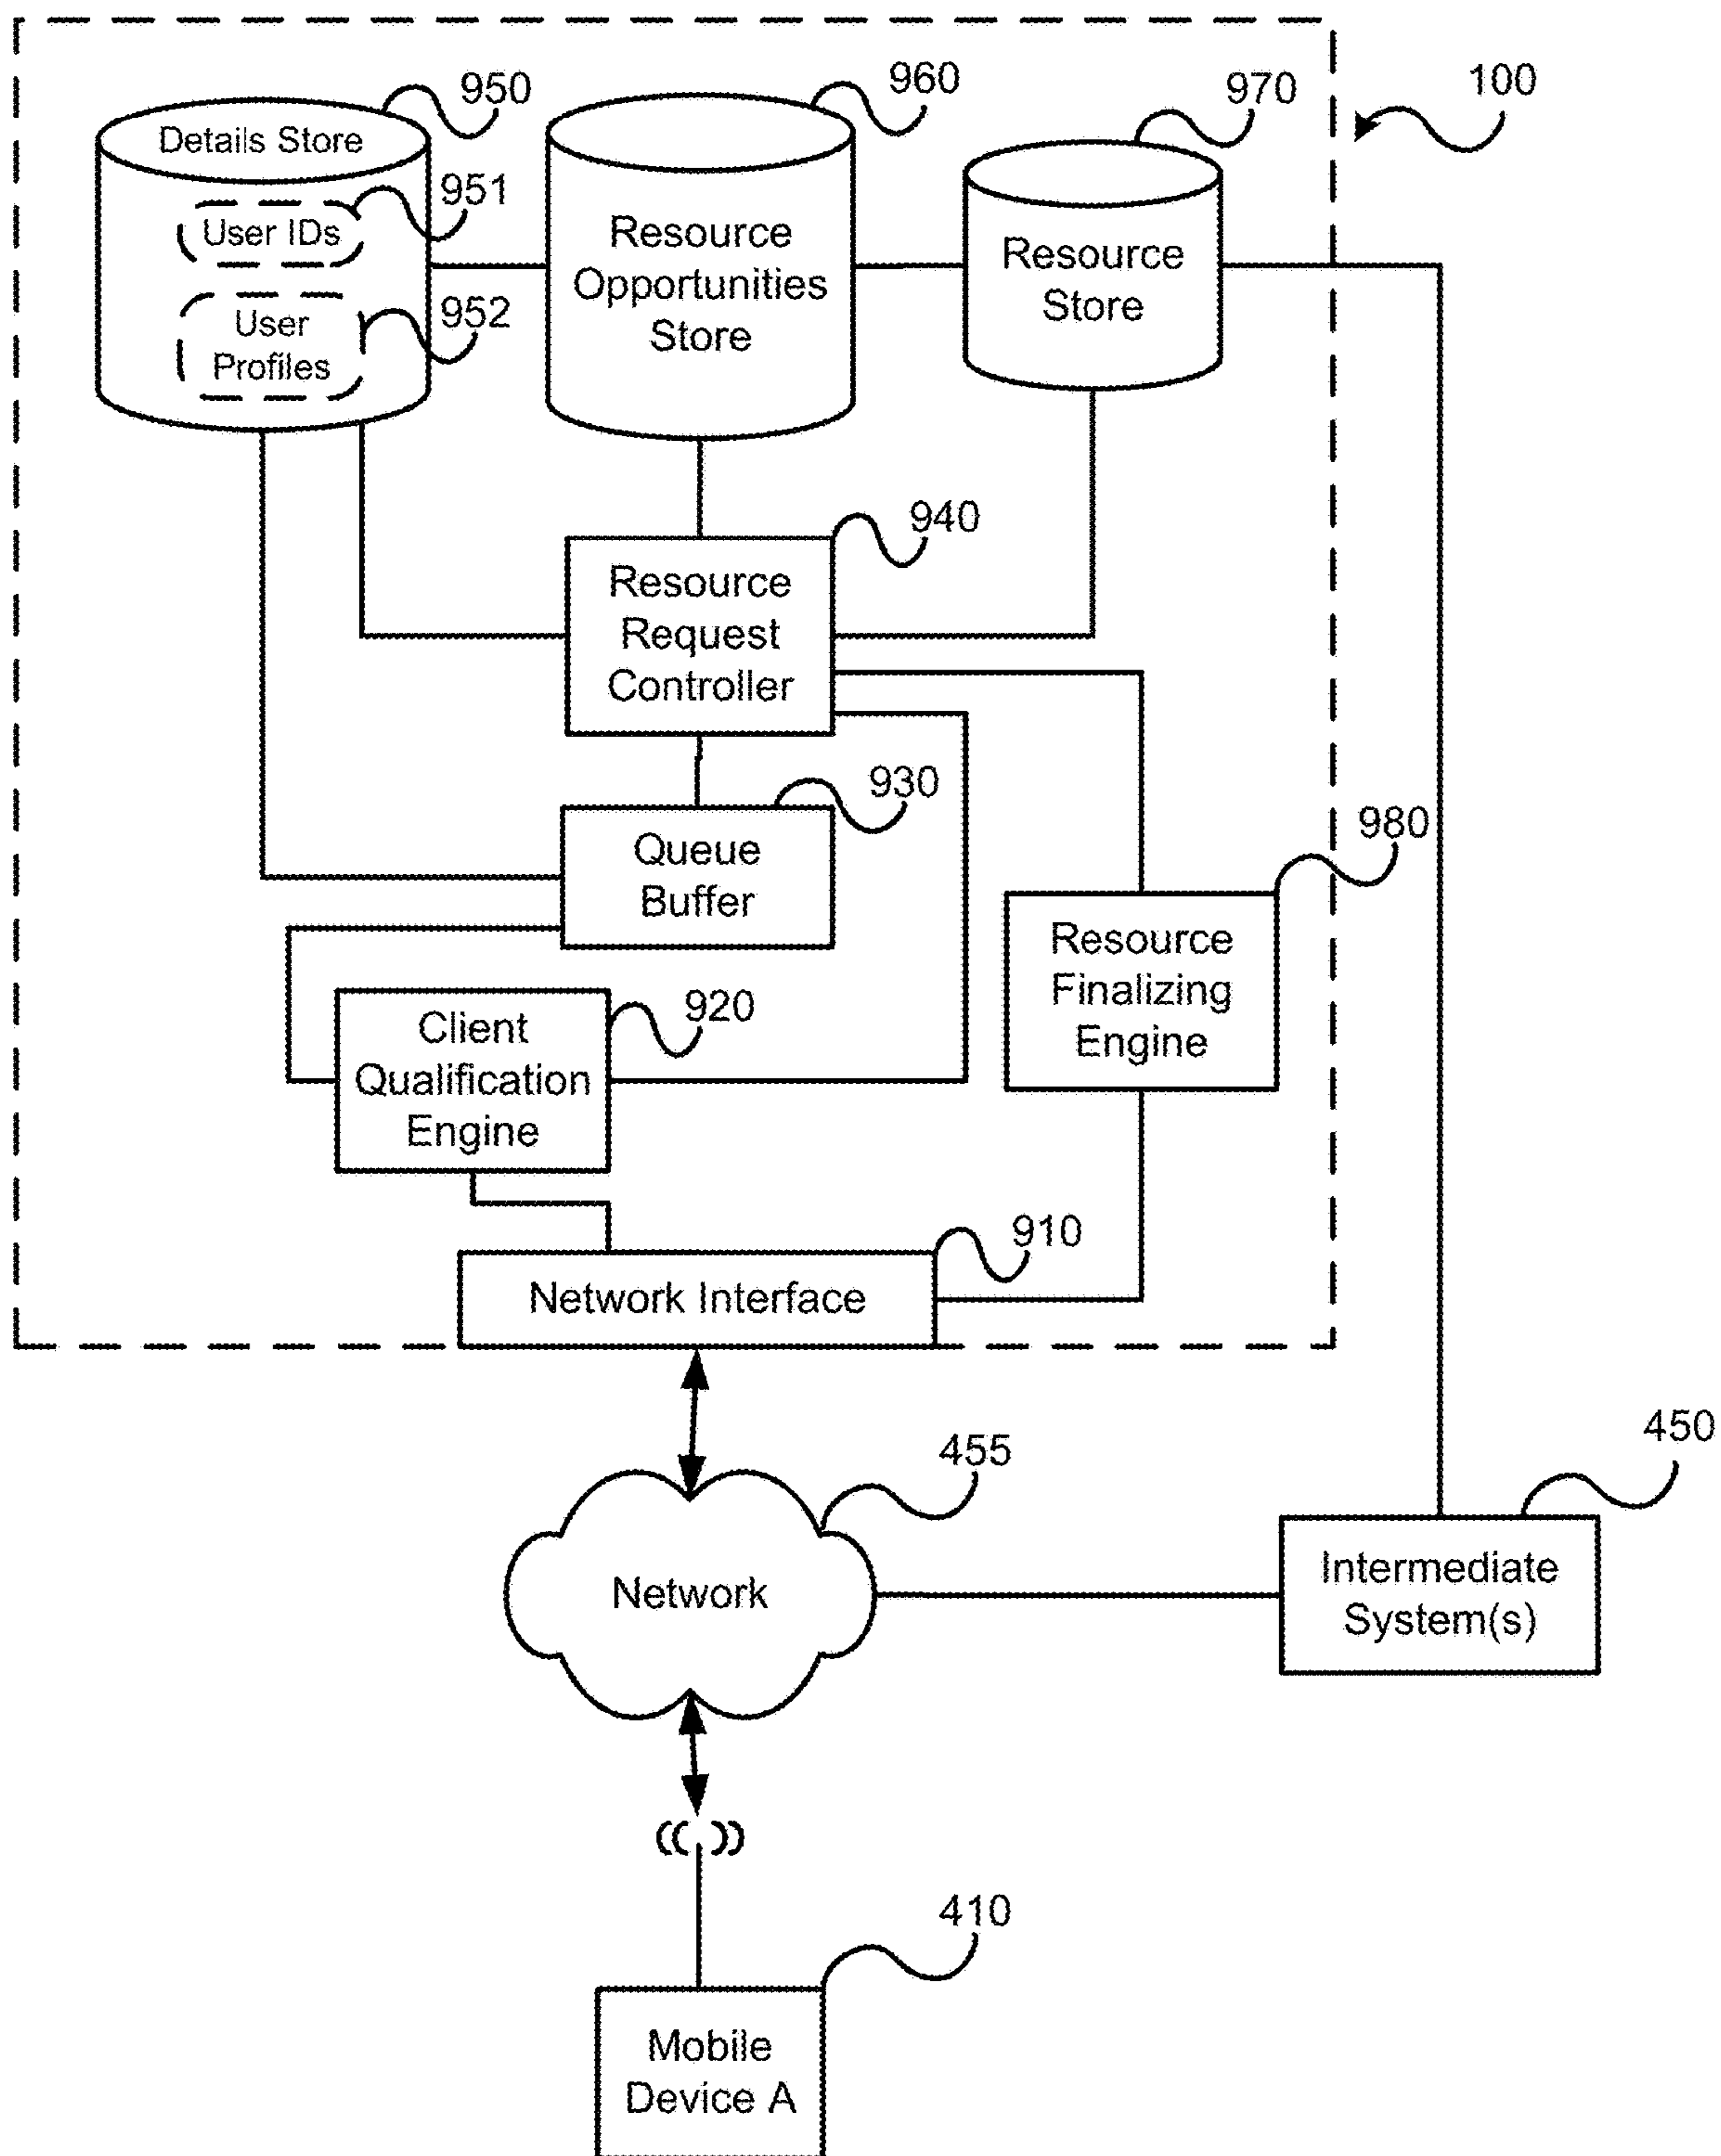 950
960
970
100
Details Store
951
User IDs
952
User
Profiles
Resource
Opportunities
Store
Resource
Store
940
Resource
Request
Controller
930
Queue
Buffer
980
Resource
Finalizing
Engine
920
Client
Qualification
Engine
910
Network Interface
455
450
Network
Intermediate
System(s)
410
Mobile
Device A